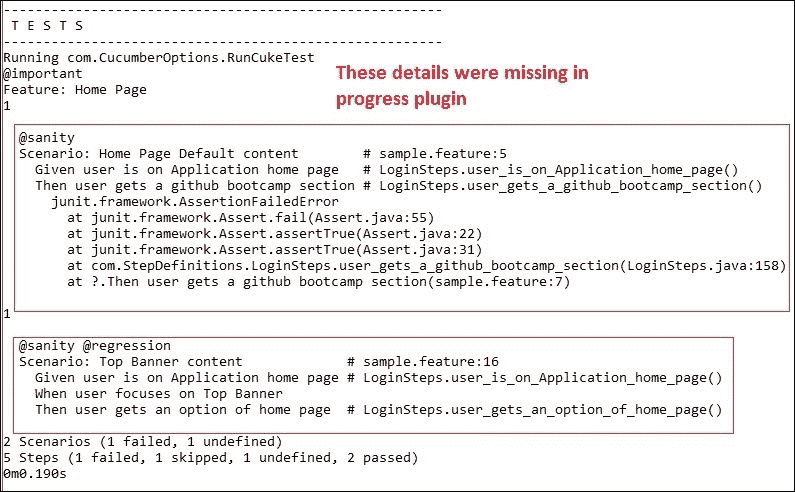 -------------------------------------------------------
 T E S T S
-------------------------------------------------------
Running com.CucumberOptions.RunCukeTest
@important
These details were missing in
progress plugin
Feature: Home Page
1
  @sanity
  Scenario: Home Page Default content        # sample.feature:5
    Given user is on Application home page   # LoginSteps.user_is_on_Application_home_page()
    Then user gets a github bootcamp section # LoginSteps.user_gets_a_github_bootcamp_section()
      junit.framework.AssertionFailedError
        at junit.framework.Assert.fail(Assert.java:55)
        at junit.framework.Assert.assertTrue(Assert.java:22)
        at junit.framework.Assert.assertTrue(Assert.java:31)
        at com.StepDefinitions.LoginSteps.user_gets_a_github_bootcamp_section(LoginSteps.java:158)
        at ?.Then user gets a github bootcamp section(sample.feature:7)
1
  @sanity @regression
  Scenario: Top Banner content             # sample.feature:16
    Given user is on Application home page # LoginSteps.user_is_on_Application_home_page()
    When user focuses on Top Banner
    Then user gets an option of home page  # LoginSteps.user_gets_an_option_of_home_page()
2 Scenarios (1 failed, 1 undefined)
5 Steps (1 failed, 1 skipped, 1 undefined, 2 passed)
0m0.190s